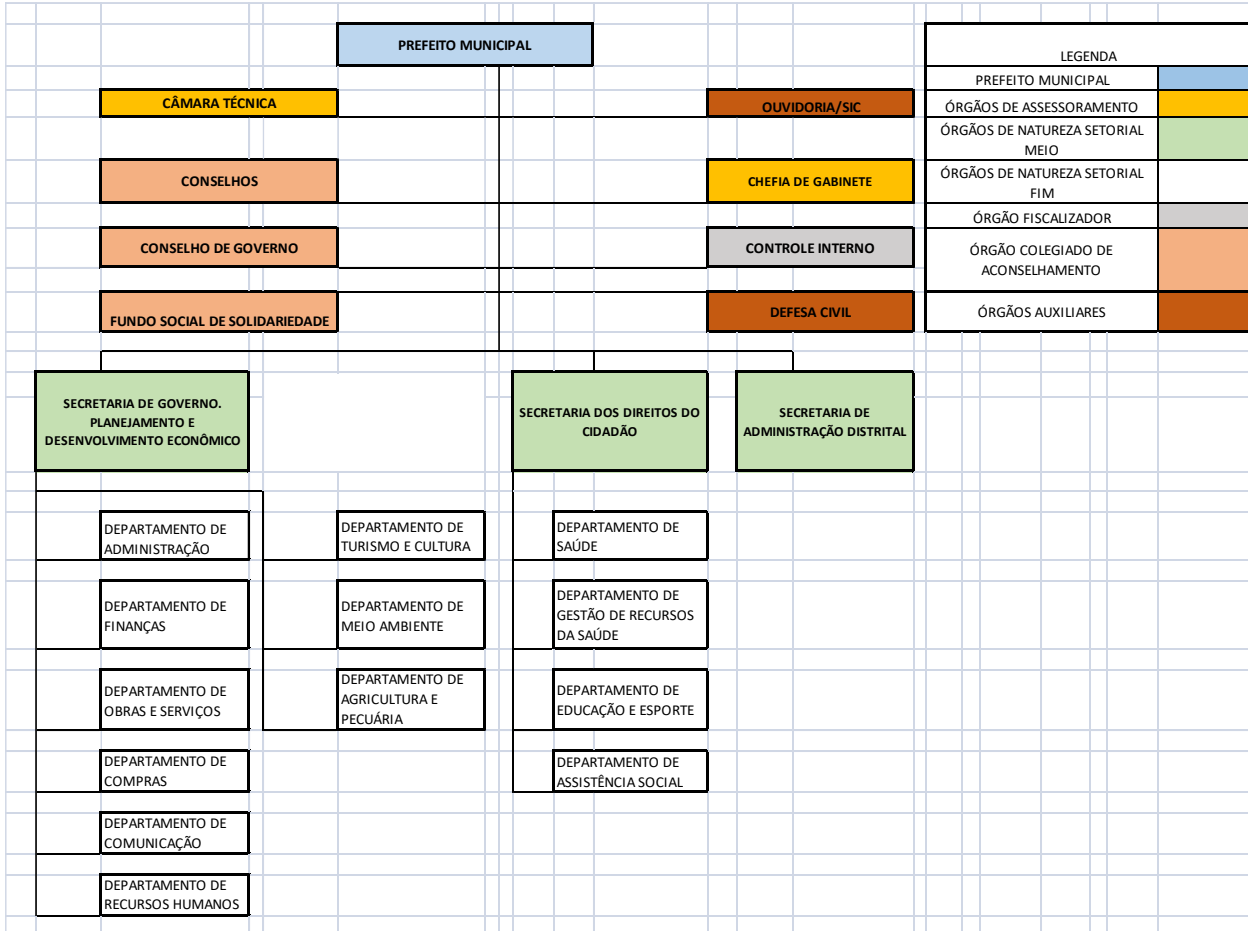 PREFEITO MUNICIPAL
LEGENDA
PREFEITO MUNICIPAL
CÂMARA TÉCNICA
OUVIDORIA/SIC
ÓRGÃOS DE ASSESSORAMENTO
ÓRGÃOS DE NATUREZA SETORIAL
MEIO
CONSELHOS
CHEFIA DE GABINETE
ÓRGÃOS DE NATUREZA SETORIAL
FIM
ÓRGÃO FISCALIZADOR
CONSELHO DE GOVERNO
CONTROLE INTERNO
ÓRGÃO COLEGIADO DE
ACONSELHAMENTO
FUNDO SOCIAL DE SOLIDARIEDADE
DEFESA CIVIL
ÓRGÃOS AUXILIARES
SECRETARIA DE GOVERNO.
PLANEJAMENTO E
DESENVOLVIMENTO ECONÔMICO
SECRETARIA DOS DIREITOS DO
CIDADÃO
SECRETARIA DE
ADMINISTRAÇÃO DISTRITAL
DEPARTAMENTO DE
ADMINISTRAÇÃO
DEPARTAMENTO DE
TURISMO E CULTURA
DEPARTAMENTO DE
SAÚDE
DEPARTAMENTO DE
FINANÇAS
DEPARTAMENTO DE
MEIO AMBIENTE
DEPARTAMENTO DE
GESTÃO DE RECURSOS
DA SAÚDE
DEPARTAMENTO DE
OBRAS E SERVIÇOS
DEPARTAMENTO DE
AGRICULTURA E
PECUÁRIA
DEPARTAMENTO DE
EDUCAÇÃO E ESPORTE
DEPARTAMENTO DE
COMPRAS
DEPARTAMENTO DE
ASSISTÊNCIA SOCIAL
DEPARTAMENTO DE
COMUNICAÇÃO
DEPARTAMENTO DE
RECURSOS HUMANOS